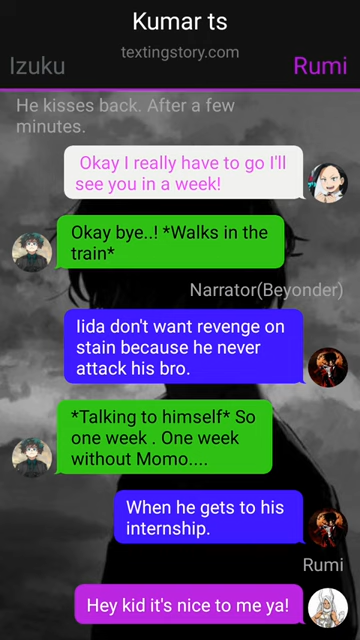 Kumar ts
textingstory.com
Izuku
Rumi
He kisses back. After a few
minutes.
Okay I really have to go I'll
see you in a week!
Okay bye..! *Walks in the
train*
Narrator(Beyonder)
Iida don't want revenge on
stain because he never
attack his bro.
*Talking to himself* So
one week . One week
without Momo....
When he gets to his
internship.
Rumi
Hey kid it's nice to me ya!